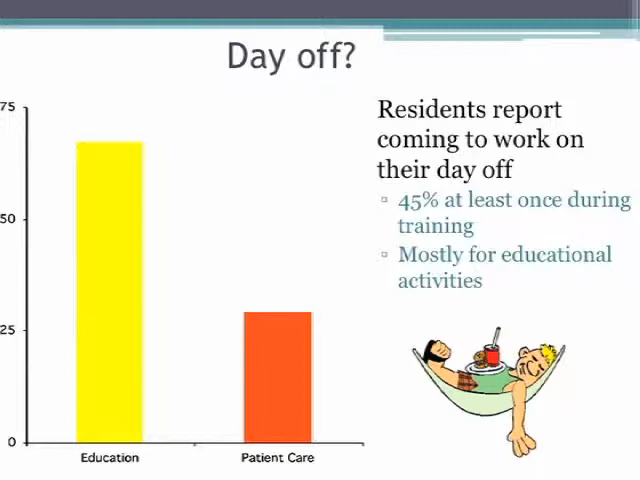 Day off?
75
50
25
0
Education
Patient Care
Residents report
coming to work on
their day off
45% at least once during
training
Mostly for educational
activities